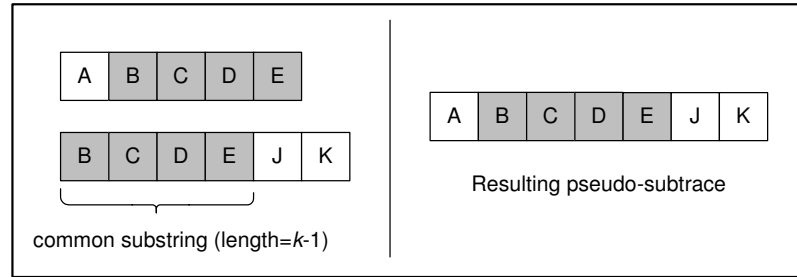 A B C D E
B C D E J K
common substring (length=k-1)
A B C D E J K
Resulting pseudo-subtrace